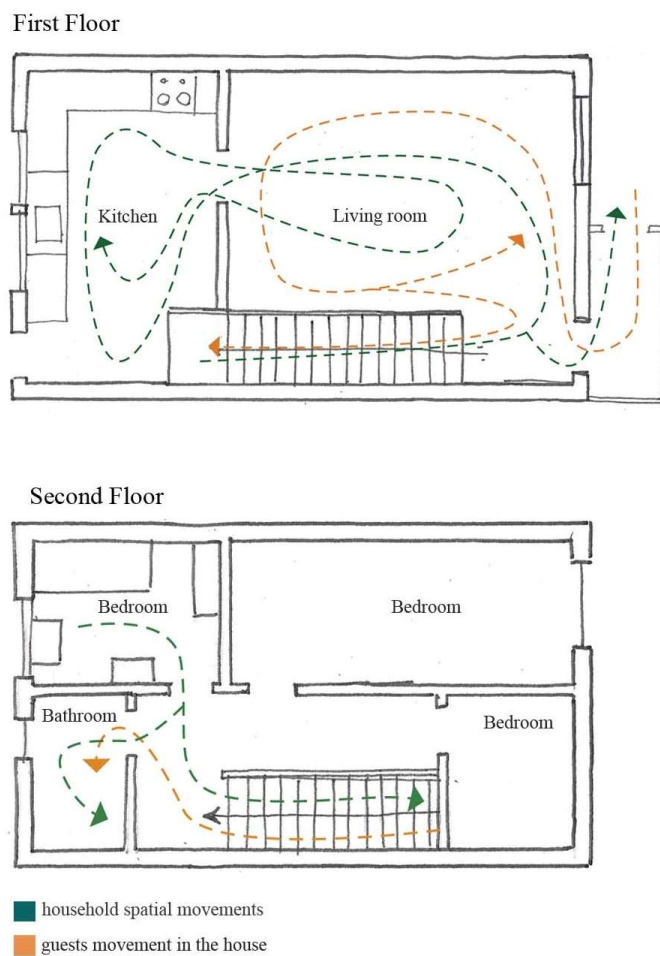 First Floor
Kitchen
Living room
Second Floor
Bedroom
Bedroom
Bathroom
Bedroom
household spatial movements
guests movement in the house